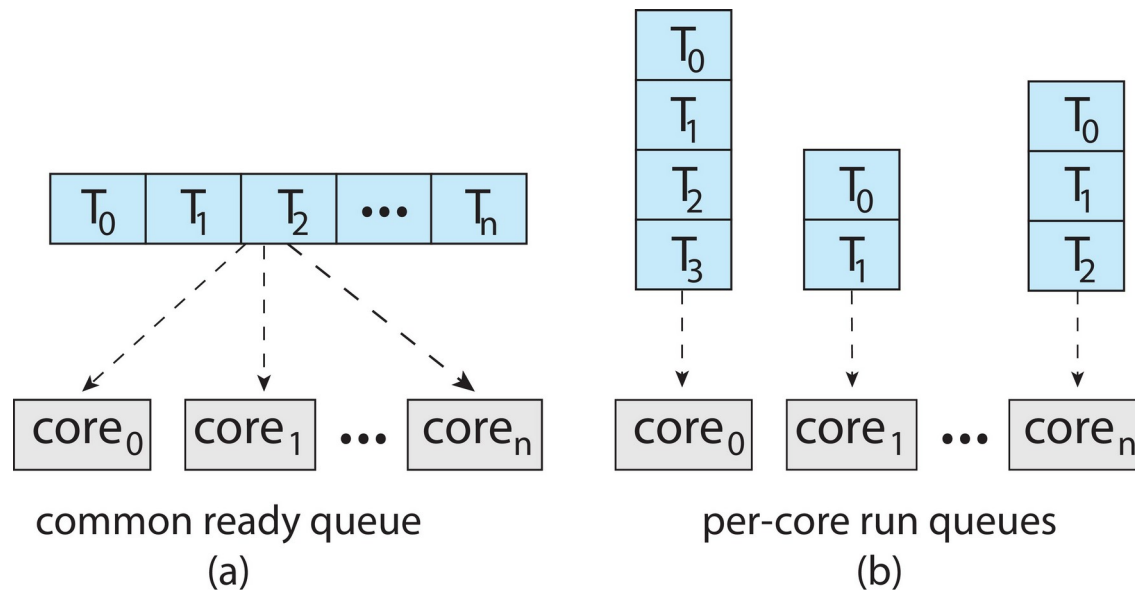 T0 T1 T2 ••• Tn
core0 core1 ••• coren
common ready queue
(a)
T0
T1
T2
T3
T0
T1
T0
T1
T2
core0 core1 ••• coren
per-core run queues
(b)